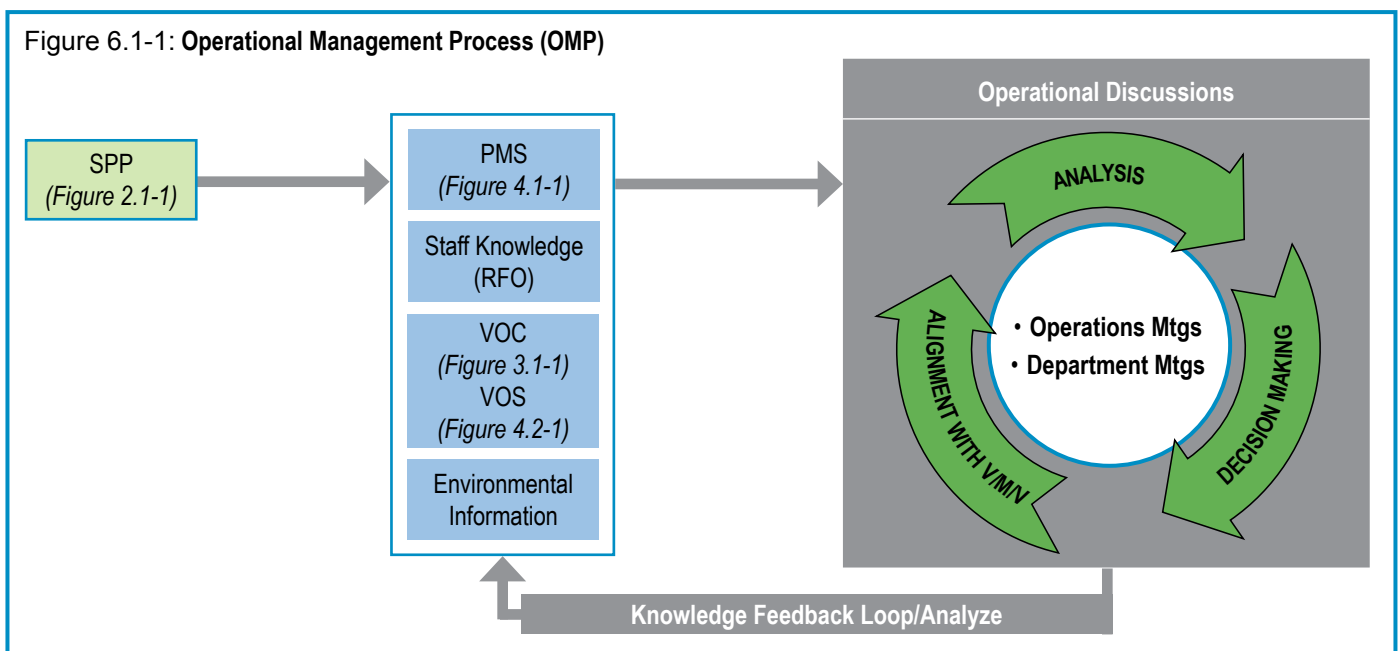 Figure 6.1-1: Operational Management Process (OMP)
SPP
(Figure 2.1-1)
PMS
(Figure 4.1-1)
Staff Knowledge
(RFO)
VOC
(Figure 3.1-1)
VOS
(Figure 4.2-1)
Environmental
Information
Operational Discussions
ANALYSIS
DECISION MAKING
ALIGNMENT WITH V/M/V
• Operations Mtgs
• Department Mtgs
Knowledge Feedback Loop/Analyze